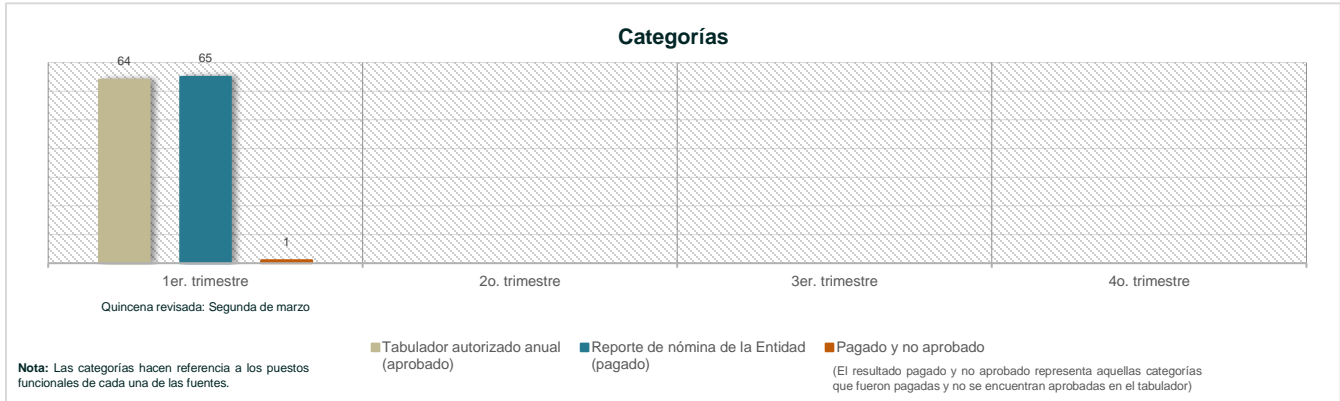 Categorías
64
65
1
1er. trimestre
2o. trimestre
3er. trimestre
4o. trimestre
Quincena revisada: Segunda de marzo
Tabulador autorizado anual
(aprobado)
Reporte de nómina de la Entidad
(pagado)
Pagado y no aprobado
(El resultado pagado y no aprobado representa aquellas categorías
que fueron pagadas y no se encuentran aprobadas en el tabulador)
Nota: Las categorías hacen referencia a los puestos
funcionales de cada una de las fuentes.